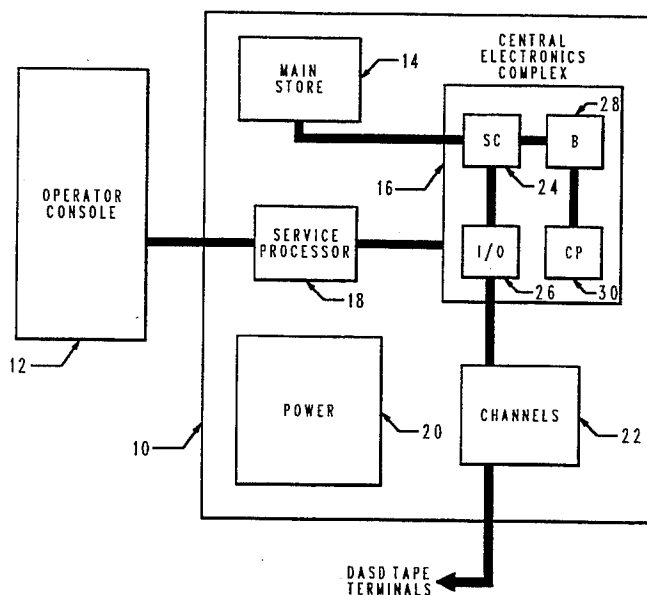 CENTRAL
ELECTRONICS
COMPLEX
MAIN
STORE
14
28
SC
B
16
24
OPERATOR
CONSOLE
SERVICE
PROCESSOR
I/O
CP
18
26
30
12
POWER
CHANNELS
10
20
22
DASD TAPE
TERMINALS